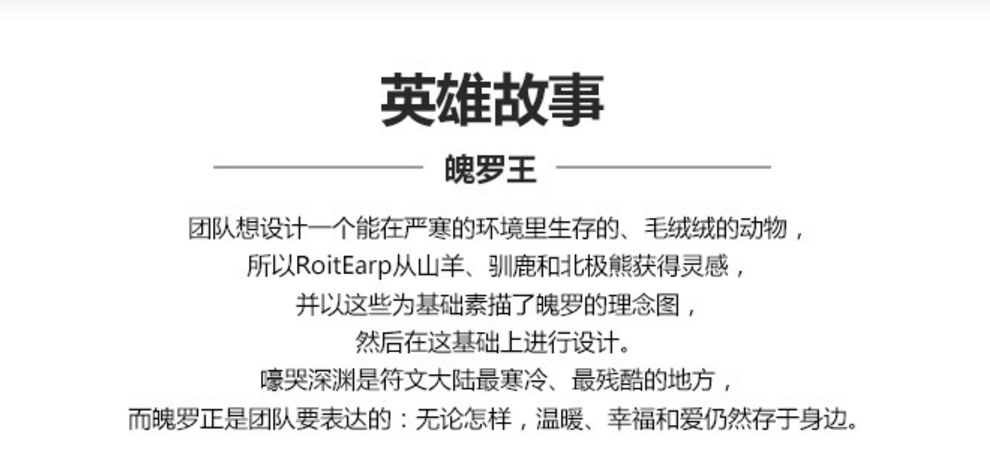 英雄故事
魄罗王
团队想设计一个能在严寒的环境里生存的、毛绒绒的动物，
所以RoitEarp从山羊、驯鹿和北极熊获得灵感，
并以这些为基础素描了魄罗的理念图，
然后在这基础上进行设计。
嚎哭深渊是符文大陆最寒冷、最残酷的地方，
而魄罗正是团队要表达的：无论怎样，温暖、幸福和爱仍然存于身边。